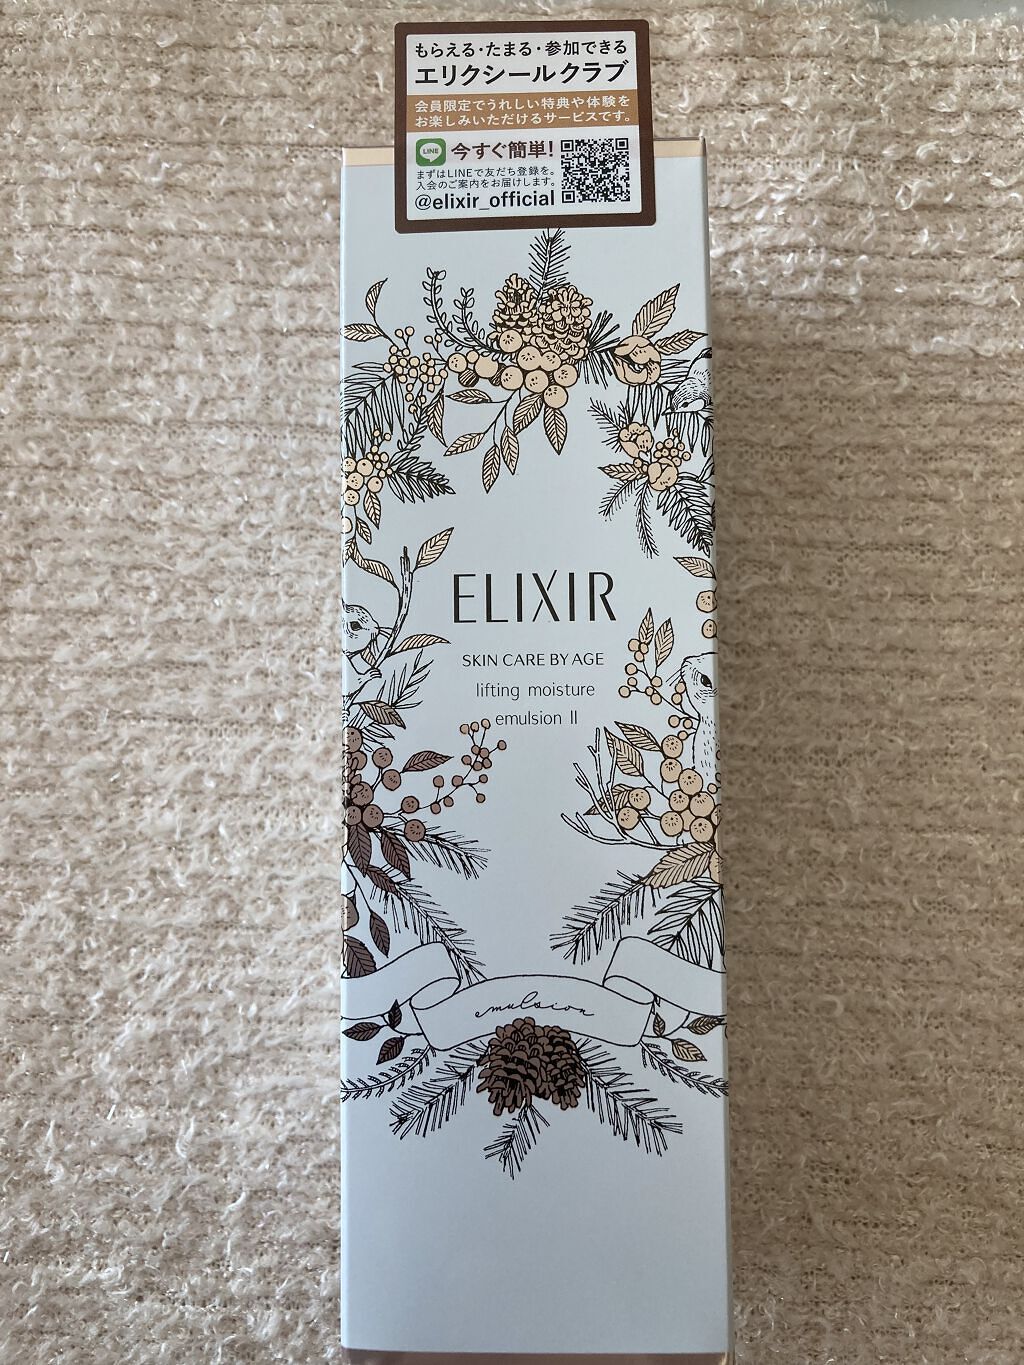 もらえる・たまる・参加できる
エリクシールクラブ
会員限定でうれしい特典や体験を
お楽しみいただけるサービスです。
LINE 今すぐ簡単!
まずはLINEで友だち登録を。
入会のご案内をお届けします。
@elixir_official
ELIXIR
SKIN CARE BY AGE
lifting moisture
emulsion II
emulsion